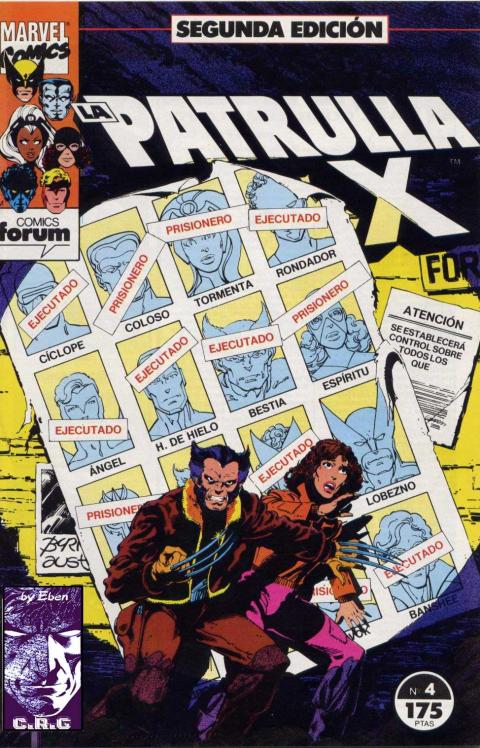 SEGUNDA EDICIÓN
MARVEL
COMICS
LA
PATRULLA
X
TM
COMICS
forum
PRISIONERO
EJECUTADO
EJECUTADO
PRISIONERO
PRISIONERO
CÍCLOPE
COLOSO
TORMENTA
RONDADOR
FOR
ATENCIÓN
SE ESTABLECERÁ
CONTROL SOBRE
TODOS LOS
QUE
EJECUTADO
EJECUTADO
EJECUTADO
ÁNGEL
H. DE HIELO
BESTIA
ESPÍRITU
PRISIONE
EJECUTADO
LOBEZNO
EJECUTADO
BANSHEE
by Eben
C.R.G
Nº 4
175
PTAS